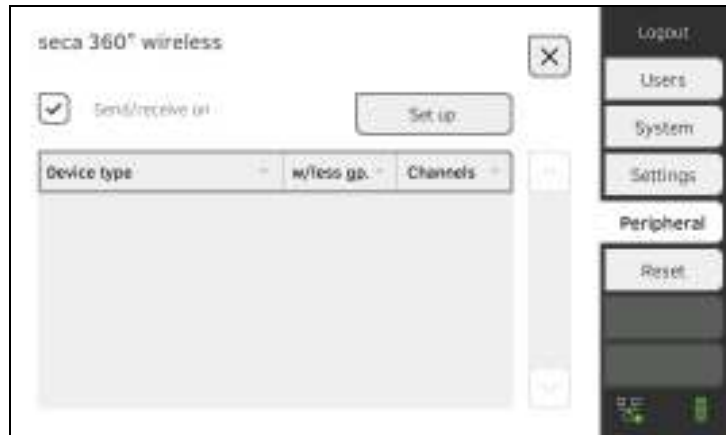 seca 360° wireless
Send/receive on
Set up
Device type
w/less gp.
Channels
Logout
Users
System
Settings
Peripheral
Reset